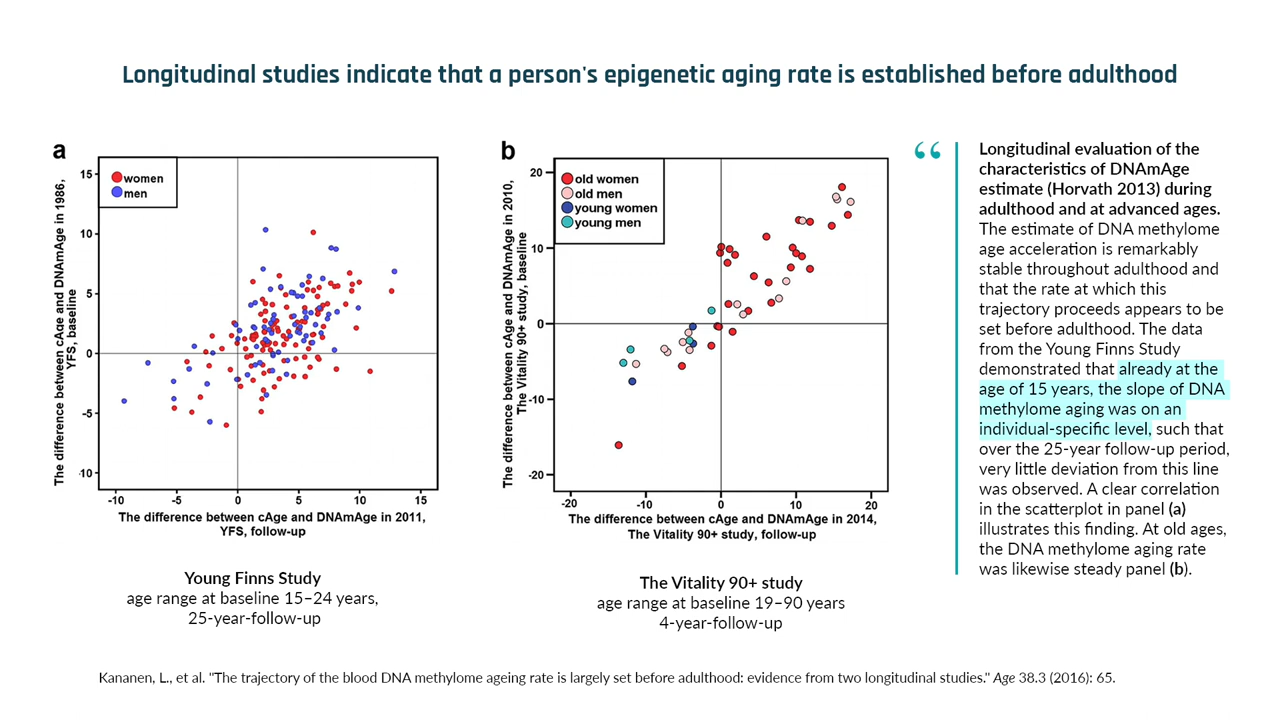 Longitudinal studies indicate that a person's epigenetic aging rate is established before adulthood
a
women
men
15
10
5
0
-5
-10
-10
-5
0
5
10
15
The difference between cAge and DNAmAge in 1986,
YFS, baseline
The difference between cAge and DNAmAge in 2011,
YFS, follow-up
Young Finns Study
age range at baseline 15–24 years,
25-year-follow-up
b
old women
old men
young women
young men
20
10
0
-10
-20
-20
-10
0
10
20
The difference between cAge and DNAmAge in 2010,
The Vitality 90+ study, baseline
The difference between cAge and DNAmAge in 2014,
The Vitality 90+ study, follow-up
The Vitality 90+ study
age range at baseline 19–90 years
4-year-follow-up
“
Longitudinal evaluation of the
characteristics of DNAmAge
estimate (Horvath 2013) during
adulthood and at advanced ages.
The estimate of DNA methylome
age acceleration is remarkably
stable throughout adulthood and
that the rate at which this
trajectory proceeds appears to be
set before adulthood. The data
from the Young Finns Study
demonstrated that already at the
age of 15 years, the slope of DNA
methylome aging was on an
individual-specific level, such that
over the 25-year follow-up period,
very little deviation from this line
was observed. A clear correlation
in the scatterplot in panel (a)
illustrates this finding. At old ages,
the DNA methylome aging rate
was likewise steady panel (b).
Kananen, L., et al. "The trajectory of the blood DNA methylome ageing rate is largely set before adulthood: evidence from two longitudinal studies." Age 38.3 (2016): 65.